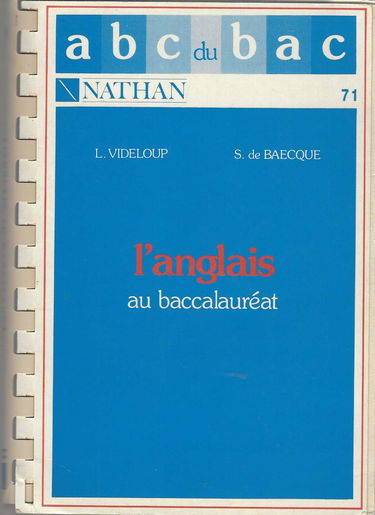 abc du bac
NATHAN
71
L. VIDELOUP S. de BAECQUE
l'anglais
au baccalauréat